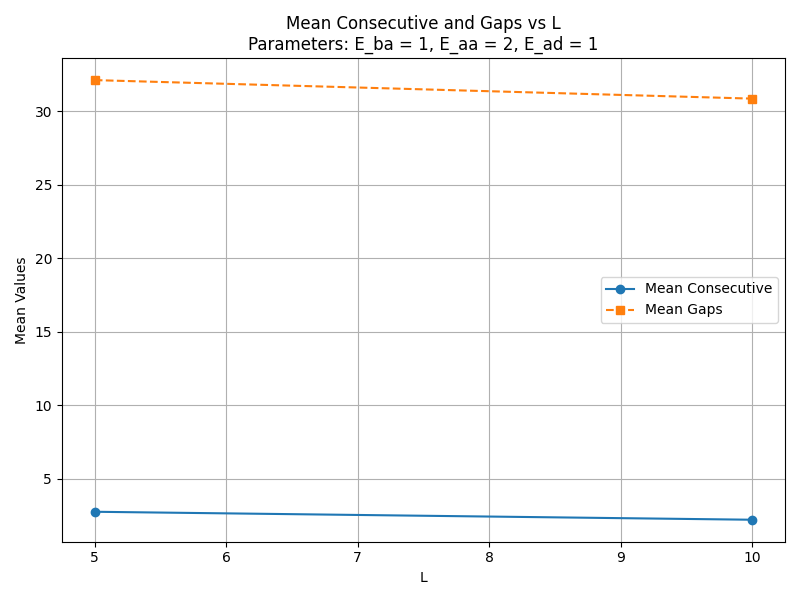 Mean Consecutive and Gaps vs L
Parameters: E_ba = 1, E_aa = 2, E_ad = 1
Mean Values
30
25
20
15
10
5
Mean Consecutive
Mean Gaps
5 6 7 8 9 10
L